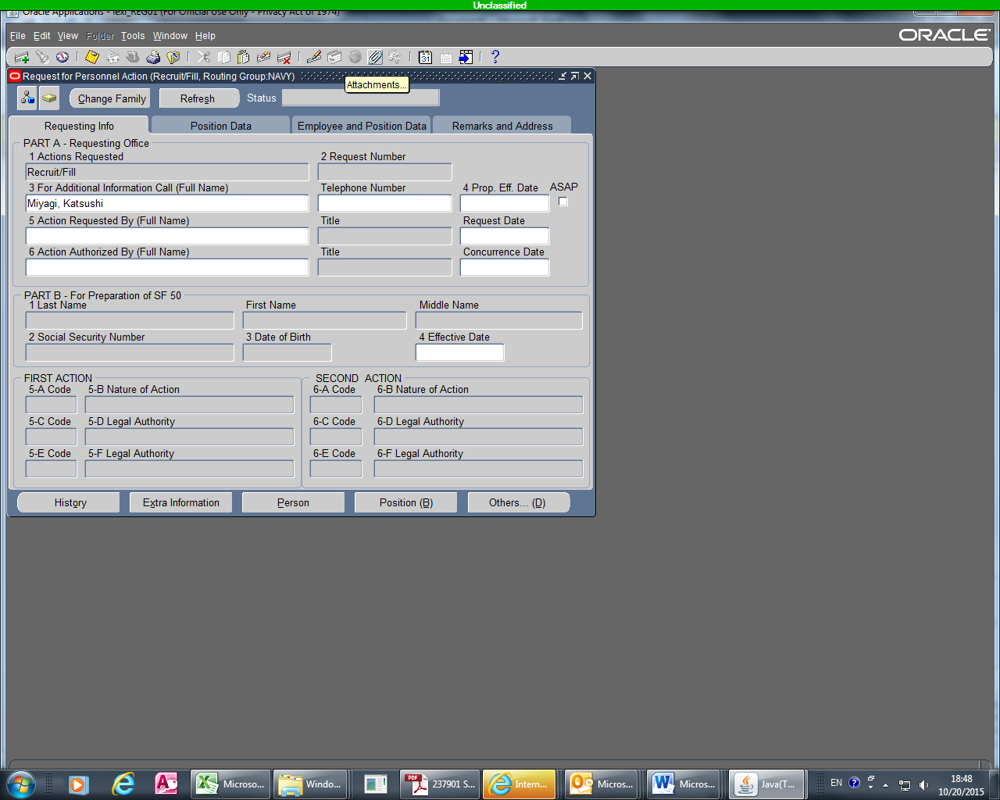 Unclassified
Oracle Applications - Texl_REG01 (For Official Use Only - Privacy Act of 1974)
File Edit View Folder Tools Window Help
ORACLE
Request for Personnel Action (Recruit/Fill, Routing Group:NAVY)
Attachments...
Change Family Refresh Status
Requesting Info Position Data Employee and Position Data Remarks and Address
PART A - Requesting Office
1 Actions Requested 2 Request Number
Recruit/Fill
3 For Additional Information Call (Full Name) Telephone Number 4 Prop. Eff. Date ASAP
Miyagi, Katsushi
5 Action Requested By (Full Name) Title Request Date
6 Action Authorized By (Full Name) Title Concurrence Date
PART B - For Preparation of SF 50
1 Last Name First Name Middle Name
2 Social Security Number 3 Date of Birth 4 Effective Date
FIRST ACTION SECOND ACTION
5-A Code 5-B Nature of Action 6-A Code 6-B Nature of Action
5-C Code 5-D Legal Authority 6-C Code 6-D Legal Authority
5-E Code 5-F Legal Authority 6-E Code 6-F Legal Authority
History Extra Information Person Position (B) Others... (D)
Microso... Windo... 237901 S... Intern... Micros... Micros... Java(T... EN 18:48
10/20/2015